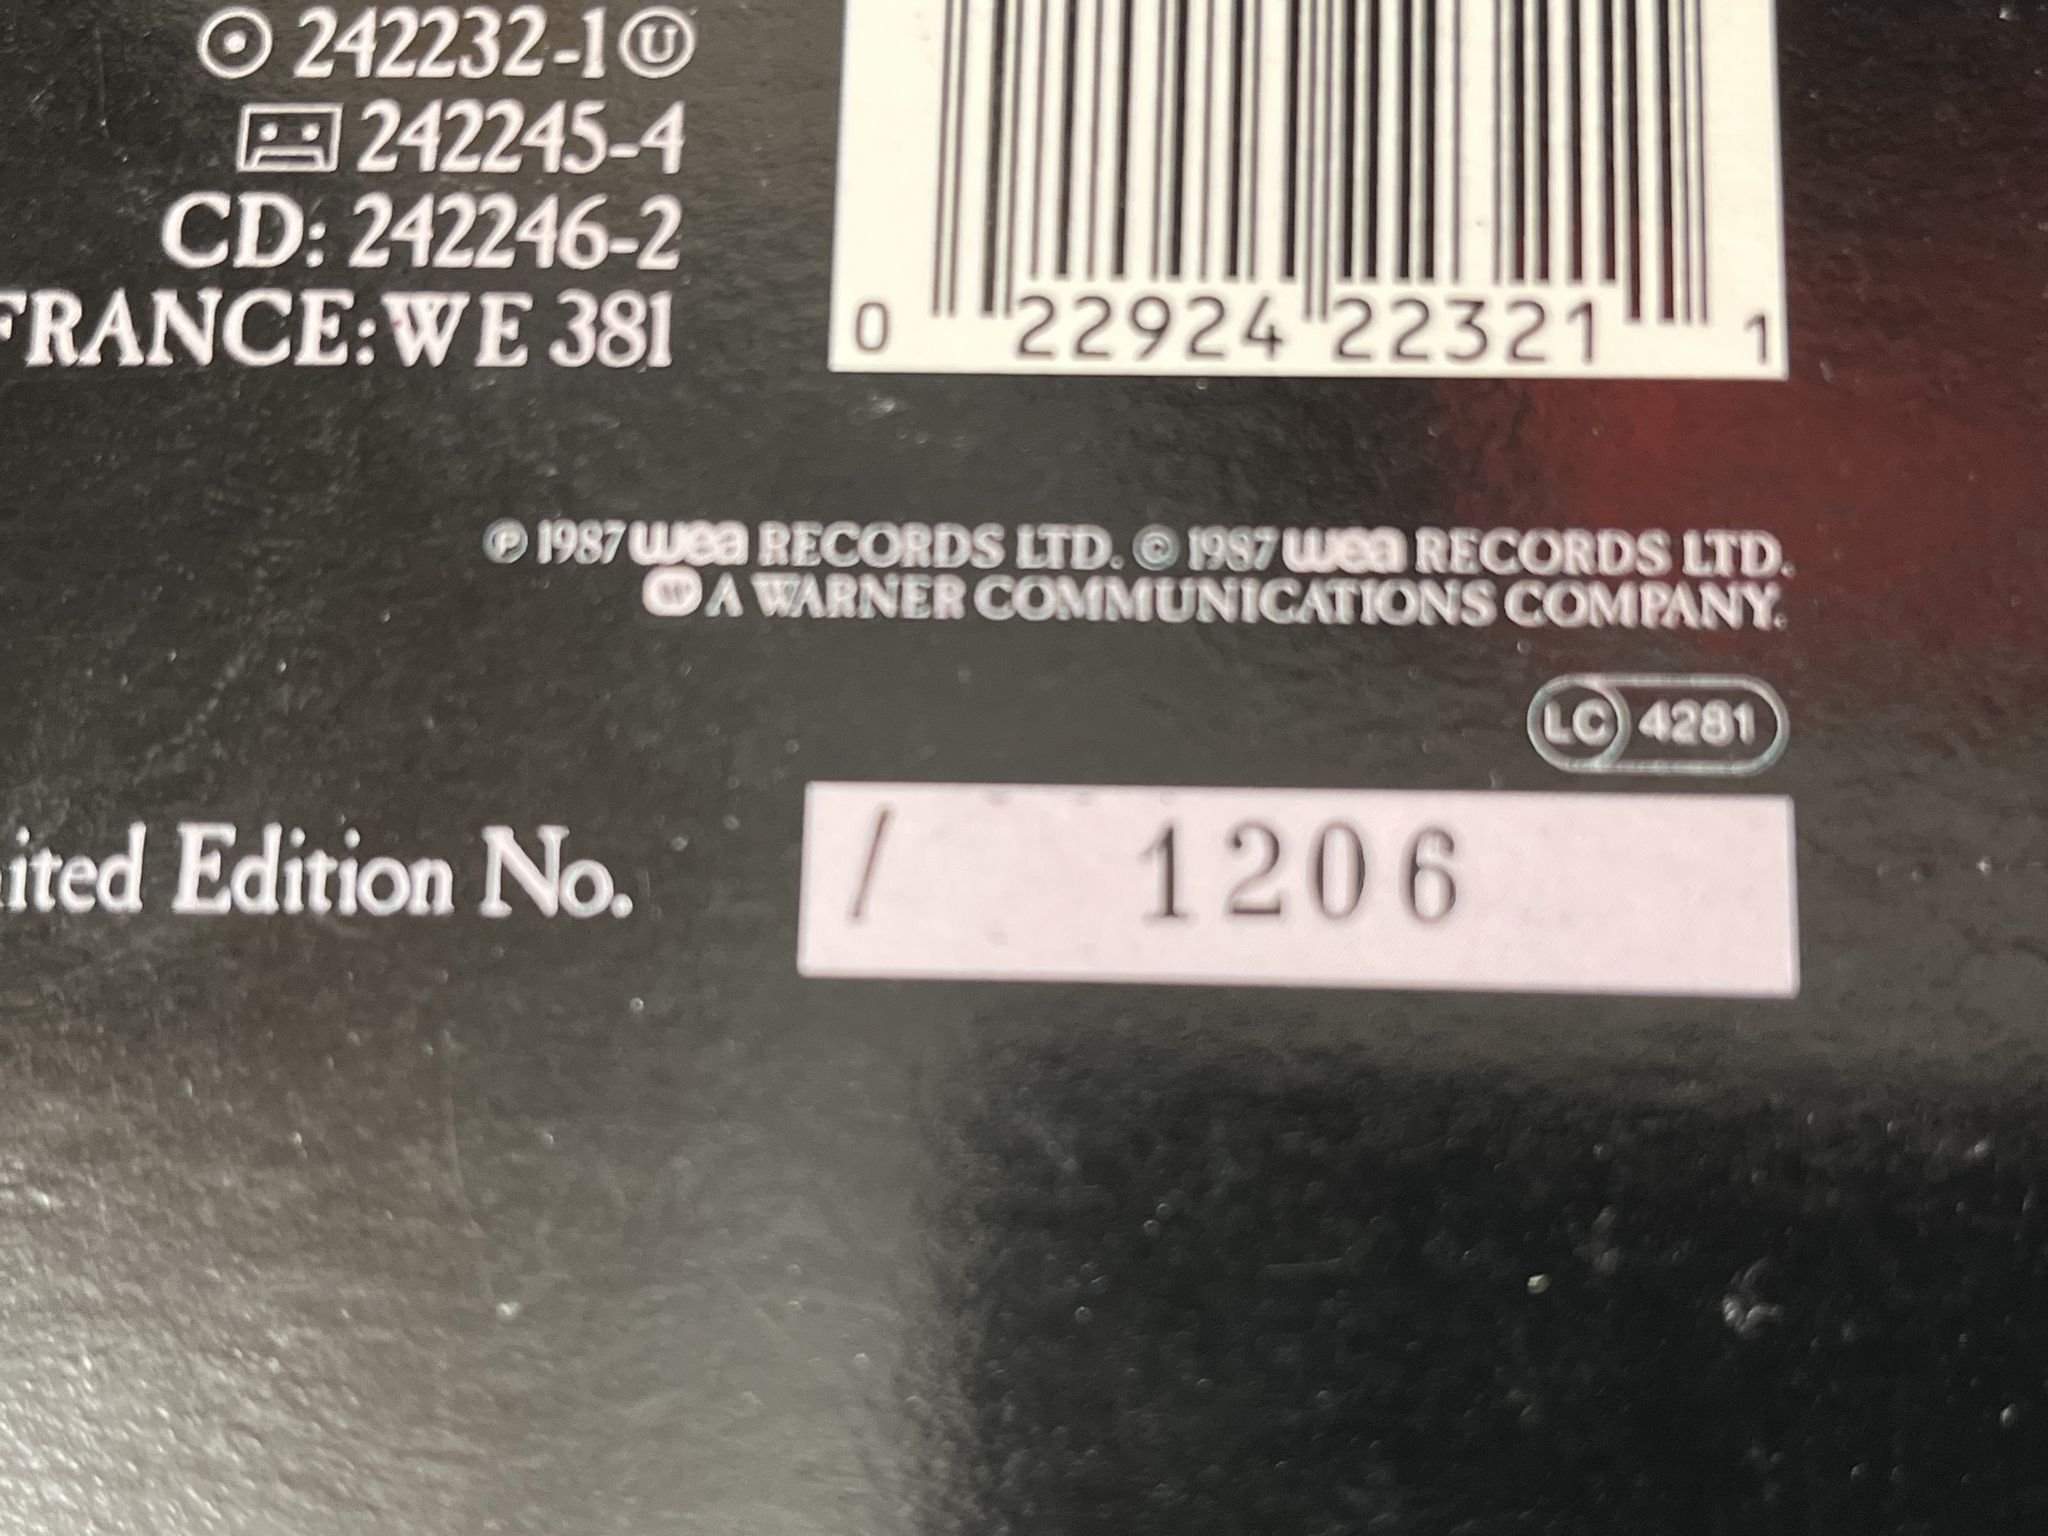 242232-1 Ⓤ
242245-4
CD: 242246-2
FRANCE: WE 381
0 22924 22321 1
℗ 1987 wea RECORDS LTD. © 1987 wea RECORDS LTD.
W A WARNER COMMUNICATIONS COMPANY.
LC 4281
ited Edition No.
/ 1206